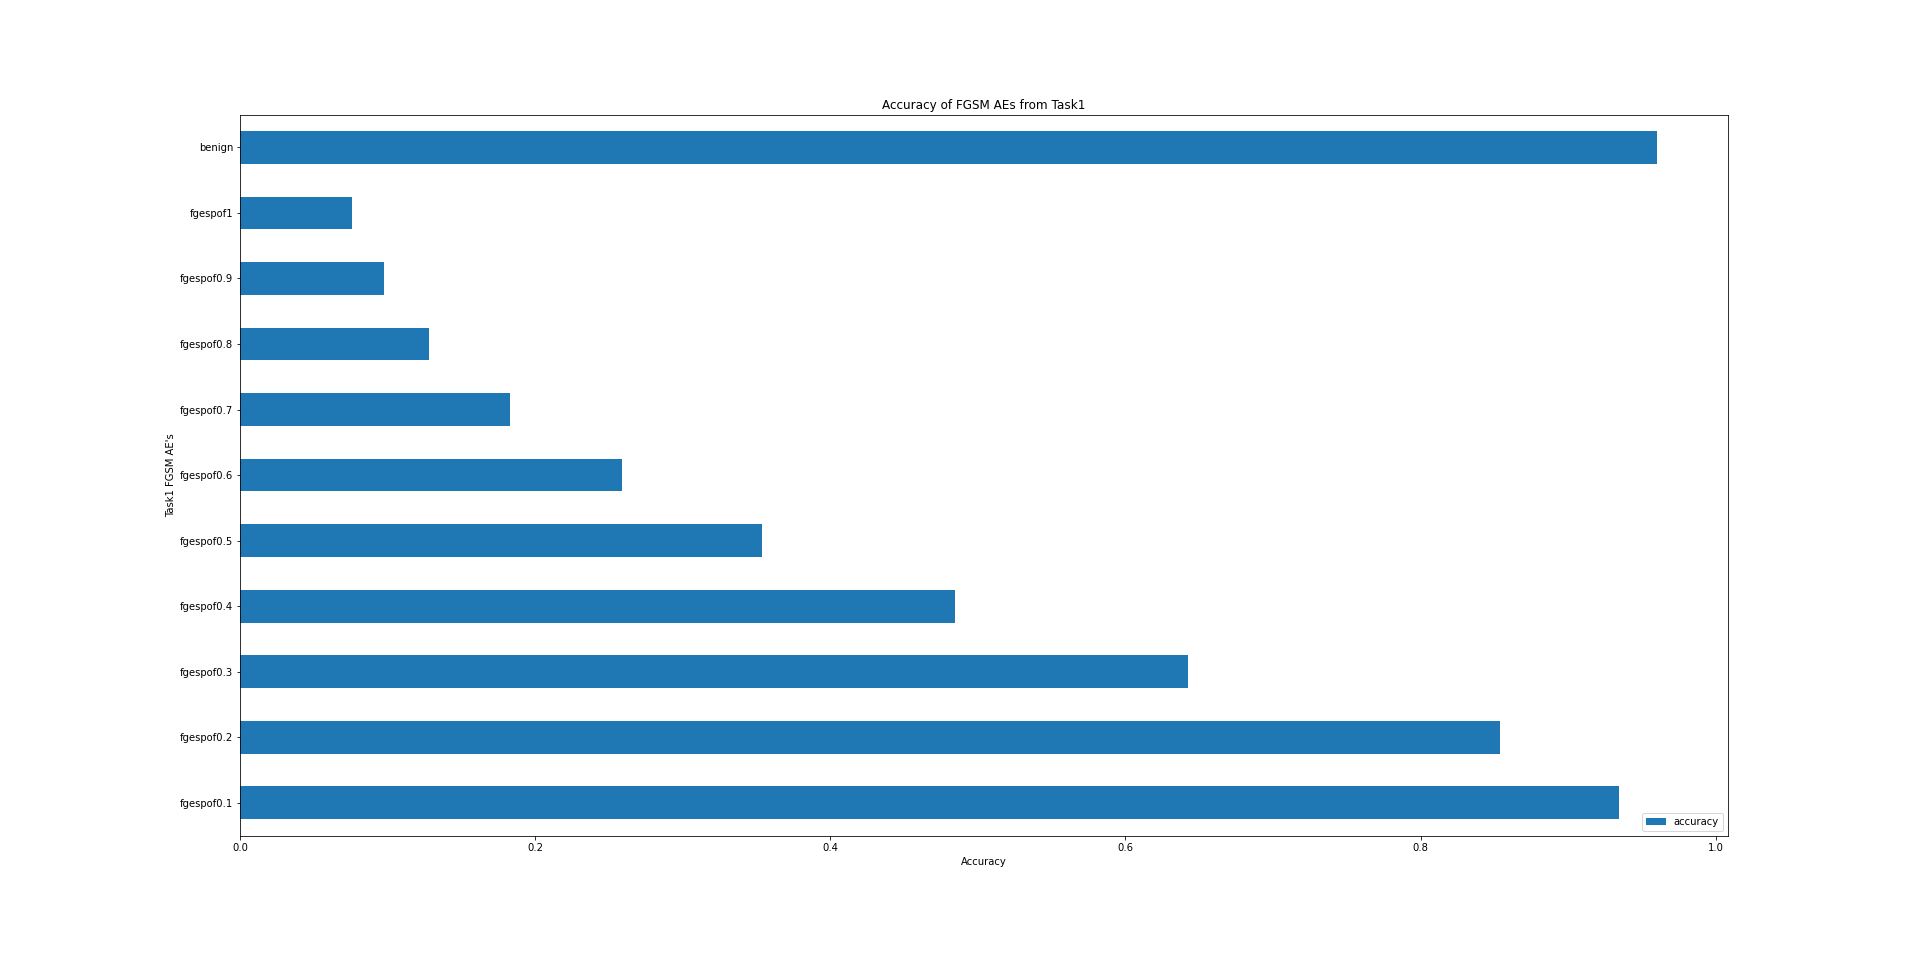 Accuracy of FGSM AEs from Task1
benign
fgespof1
fgespof0.9
fgespof0.8
fgespof0.7
fgespof0.6
fgespof0.5
fgespof0.4
fgespof0.3
fgespof0.2
fgespof0.1
Task1 FGSM AE's
accuracy
0.0 0.2 0.4 0.6 0.8 1.0
Accuracy